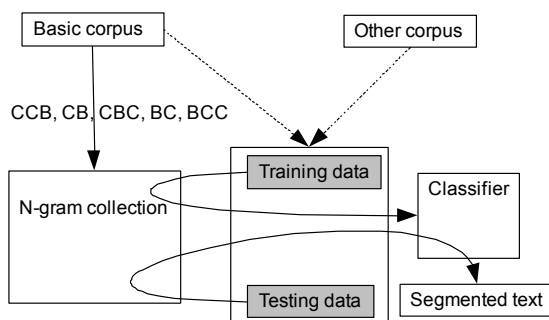 Basic corpus
Other corpus
CCB, CB, CBC, BC, BCC
Training data
Classifier
N-gram collection
Testing data
Segmented text